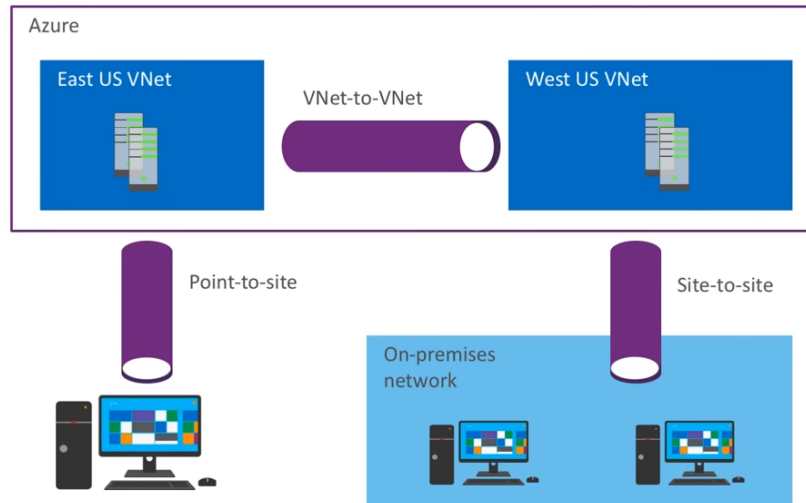 Azure
East US VNet
VNet-to-VNet
West US VNet
Point-to-site
Site-to-site
On-premises
network